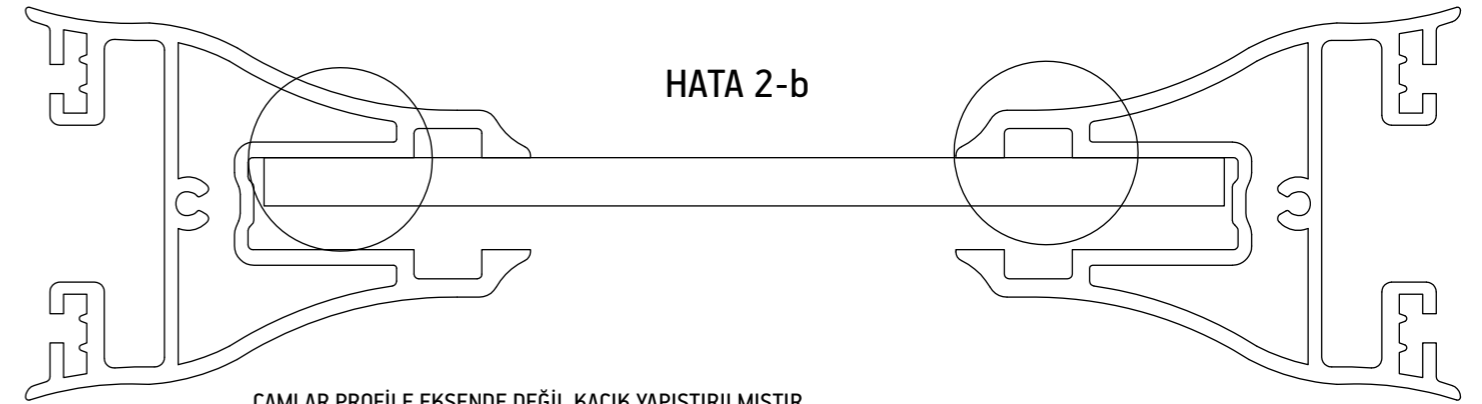 HATA 2-b
CAMLAR PROFİLE EKSENDE DEĞİL KAÇIK YAPIŞTIRILMIŞTIR